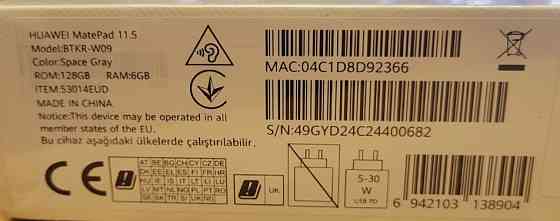 HUAWEI MatePad 11.5
Model:BTKR-W09
Color:Space Gray
ROM:128GB RAM:6GB
ITEM:53014EUD
MADE IN CHINA
Notice:This device may be operated in all
member states of the EU.
Bu cihaz aşağıdaki ülkelerde çalıştırılabilir.
MAC:04C1D8D92366
S/N:49GYD24C24400682
CE
AT BE BG CH CY CZ DE
DK EE EL ES FI FR HR
HU IE IS IT LI LT LU
LV MT NL NO PL PT RO
SE SI SK TR UK(NI)
UK
5-30
W
USB PD
6 942103 138904